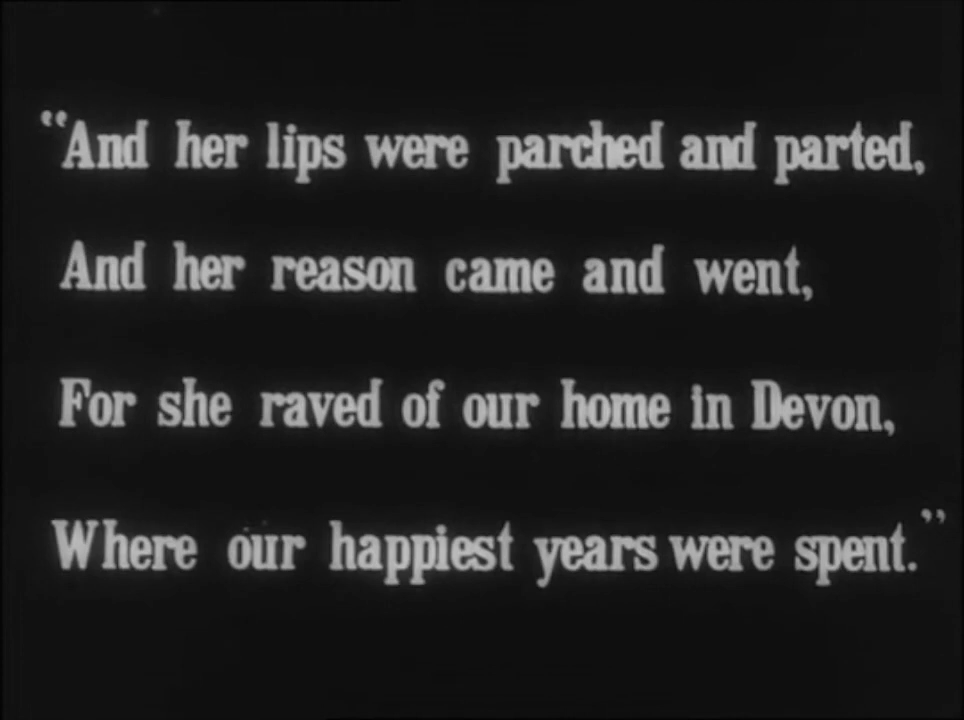 “And her lips were parched and parted,
And her reason came and went,
For she raved of our home in Devon,
Where our happiest years were spent.”